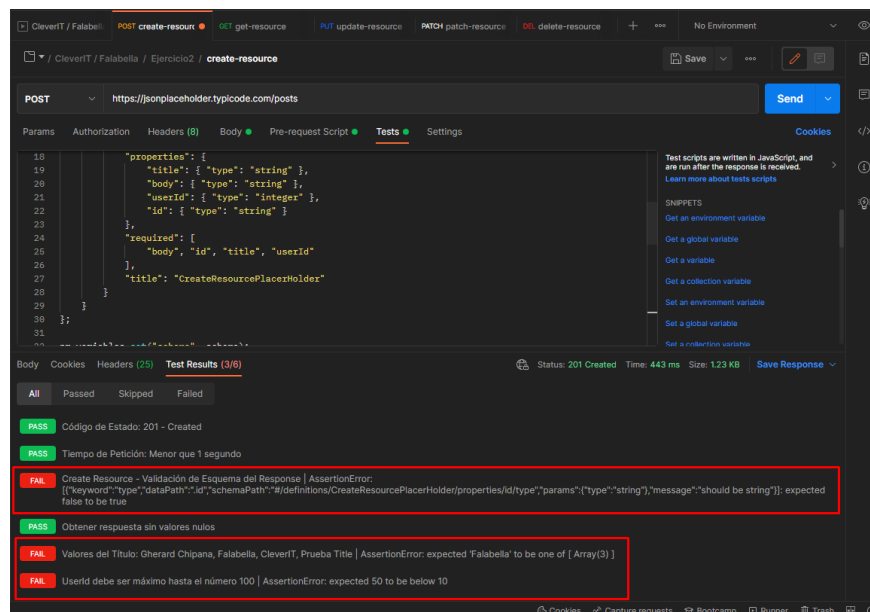 CleverIT / Falabell POST create-resourc GET get-resource PUT update-resource PATCH patch-resource DEL delete-resource No Environment
/ CleverIT / Falabella / Ejercicio2 / create-resource Save
POST https://jsonplaceholder.typicode.com/posts Send
Params Authorization Headers (8) Body Pre-request Script Tests Settings Cookies
18 "properties": {
19 "title": { "type": "string" },
20 "body": { "type": "string" },
21 "userId": { "type": "integer" },
22 "id": { "type": "string" }
23 },
24 "required": [
25 "body", "id", "title", "userId"
26 ],
27 "title": "CreateResourcePlacerHolder"
28 }
29 }
30 };
31
Test scripts are written in JavaScript, and
are run after the response is received.
Learn more about tests scripts
SNIPPETS
Get an environment variable
Get a global variable
Get a variable
Get a collection variable
Set an environment variable
Set a global variable
Set a collection variable
Body Cookies Headers (25) Test Results (3/6) Status: 201 Created Time: 443 ms Size: 1.23 KB Save Response
All Passed Skipped Failed
PASS Código de Estado: 201 - Created
PASS Tiempo de Petición: Menor que 1 segundo
FAIL Create Resource - Validación de Esquema del Response | AssertionError:
[{"keyword":"type","dataPath":".id","schemaPath":"#/definitions/CreateResourcePlacerHolder/properties/id/type","params":{"type":"string"},"message":"should be string"}]: expected
false to be true
PASS Obtener respuesta sin valores nulos
FAIL Valores del Título: Gherard Chipana, Falabella, CleverIT, Prueba Title | AssertionError: expected 'Falabella' to be one of [ Array(3) ]
FAIL UserId debe ser máximo hasta el número 100 | AssertionError: expected 50 to be below 10
Cookies Capture requests Bootcamp Runner Trash